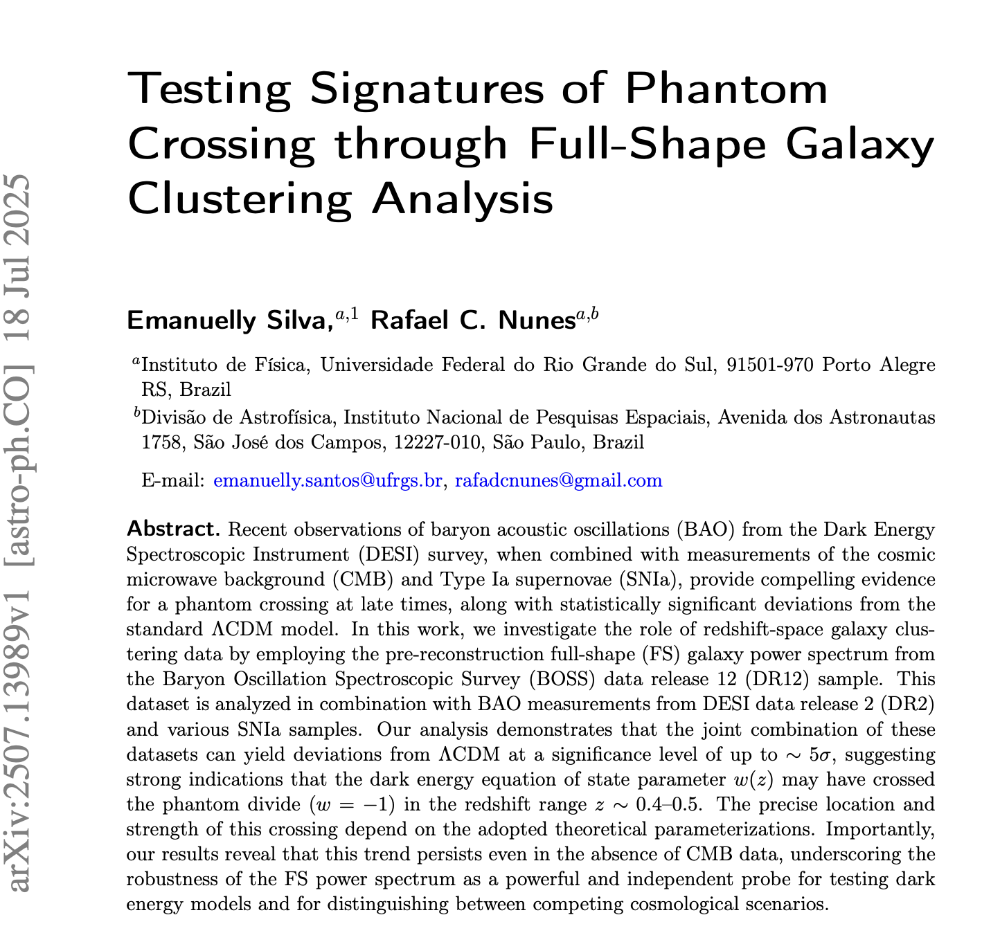 Testing Signatures of Phantom
Crossing through Full-Shape Galaxy
Clustering Analysis
Emanuelly Silva,a,1 Rafael C. Nunesa,b
aInstituto de Física, Universidade Federal do Rio Grande do Sul, 91501-970 Porto Alegre
RS, Brazil
bDivisão de Astrofísica, Instituto Nacional de Pesquisas Espaciais, Avenida dos Astronautas
1758, São José dos Campos, 12227-010, São Paulo, Brazil
E-mail: emanuelly.santos@ufrgs.br, rafadcnunes@gmail.com
Abstract. Recent observations of baryon acoustic oscillations (BAO) from the Dark Energy
Spectroscopic Instrument (DESI) survey, when combined with measurements of the cosmic
microwave background (CMB) and Type Ia supernovae (SNIa), provide compelling evidence
for a phantom crossing at late times, along with statistically significant deviations from the
standard ΛCDM model. In this work, we investigate the role of redshift-space galaxy clus-
tering data by employing the pre-reconstruction full-shape (FS) galaxy power spectrum from
the Baryon Oscillation Spectroscopic Survey (BOSS) data release 12 (DR12) sample. This
dataset is analyzed in combination with BAO measurements from DESI data release 2 (DR2)
and various SNIa samples. Our analysis demonstrates that the joint combination of these
datasets can yield deviations from ΛCDM at a significance level of up to ∼ 5σ, suggesting
strong indications that the dark energy equation of state parameter w(z) may have crossed
the phantom divide (w = −1) in the redshift range z ∼ 0.4–0.5. The precise location and
strength of this crossing depend on the adopted theoretical parameterizations. Importantly,
our results reveal that this trend persists even in the absence of CMB data, underscoring the
robustness of the FS power spectrum as a powerful and independent probe for testing dark
energy models and for distinguishing between competing cosmological scenarios.
arXiv:2507.13989v1 [astro-ph.CO] 18 Jul 2025